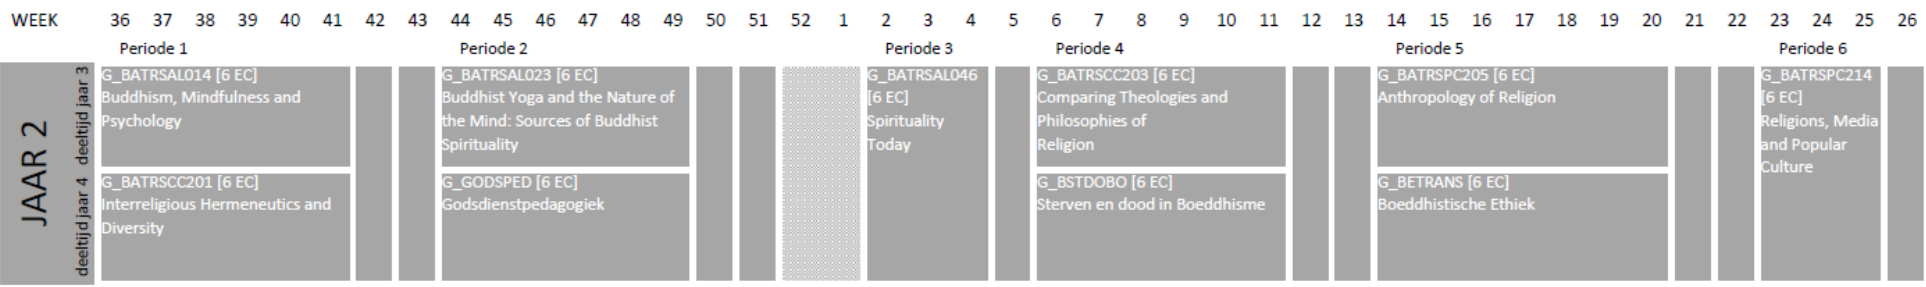 WEEK 36 37 38 39 40 41 42 43 44 45 46 47 48 49 50 51 52 1 2 3 4 5 6 7 8 9 10 11 12 13 14 15 16 17 18 19 20 21 22 23 24 25 26
Periode 1 Periode 2 Periode 3 Periode 4 Periode 5 Periode 6
JAAR 2
deeltijd jaar 3
G_BATRSAL014 [6 EC]
Buddhism, Mindfulness and
Psychology
G_BATRSAL023 [6 EC]
Buddhist Yoga and the Nature of
the Mind: Sources of Buddhist
Spirituality
G_BATRSAL046
[6 EC]
Spirituality
Today
G_BATRSCC203 [6 EC]
Comparing Theologies and
Philosophies of
Religion
G_BATRSPC205 [6 EC]
Anthropology of Religion
G_BATRSPC214
[6 EC]
Religions, Media
and Popular
Culture
deeltijd jaar 4
G_BATRSCC201 [6 EC]
Interreligious Hermeneutics and
Diversity
G_GODSPED [6 EC]
Godsdienstpedagogiek
G_BSTDOBO [6 EC]
Sterven en dood in Boeddhisme
G_BETRANS [6 EC]
Boeddhistische Ethiek